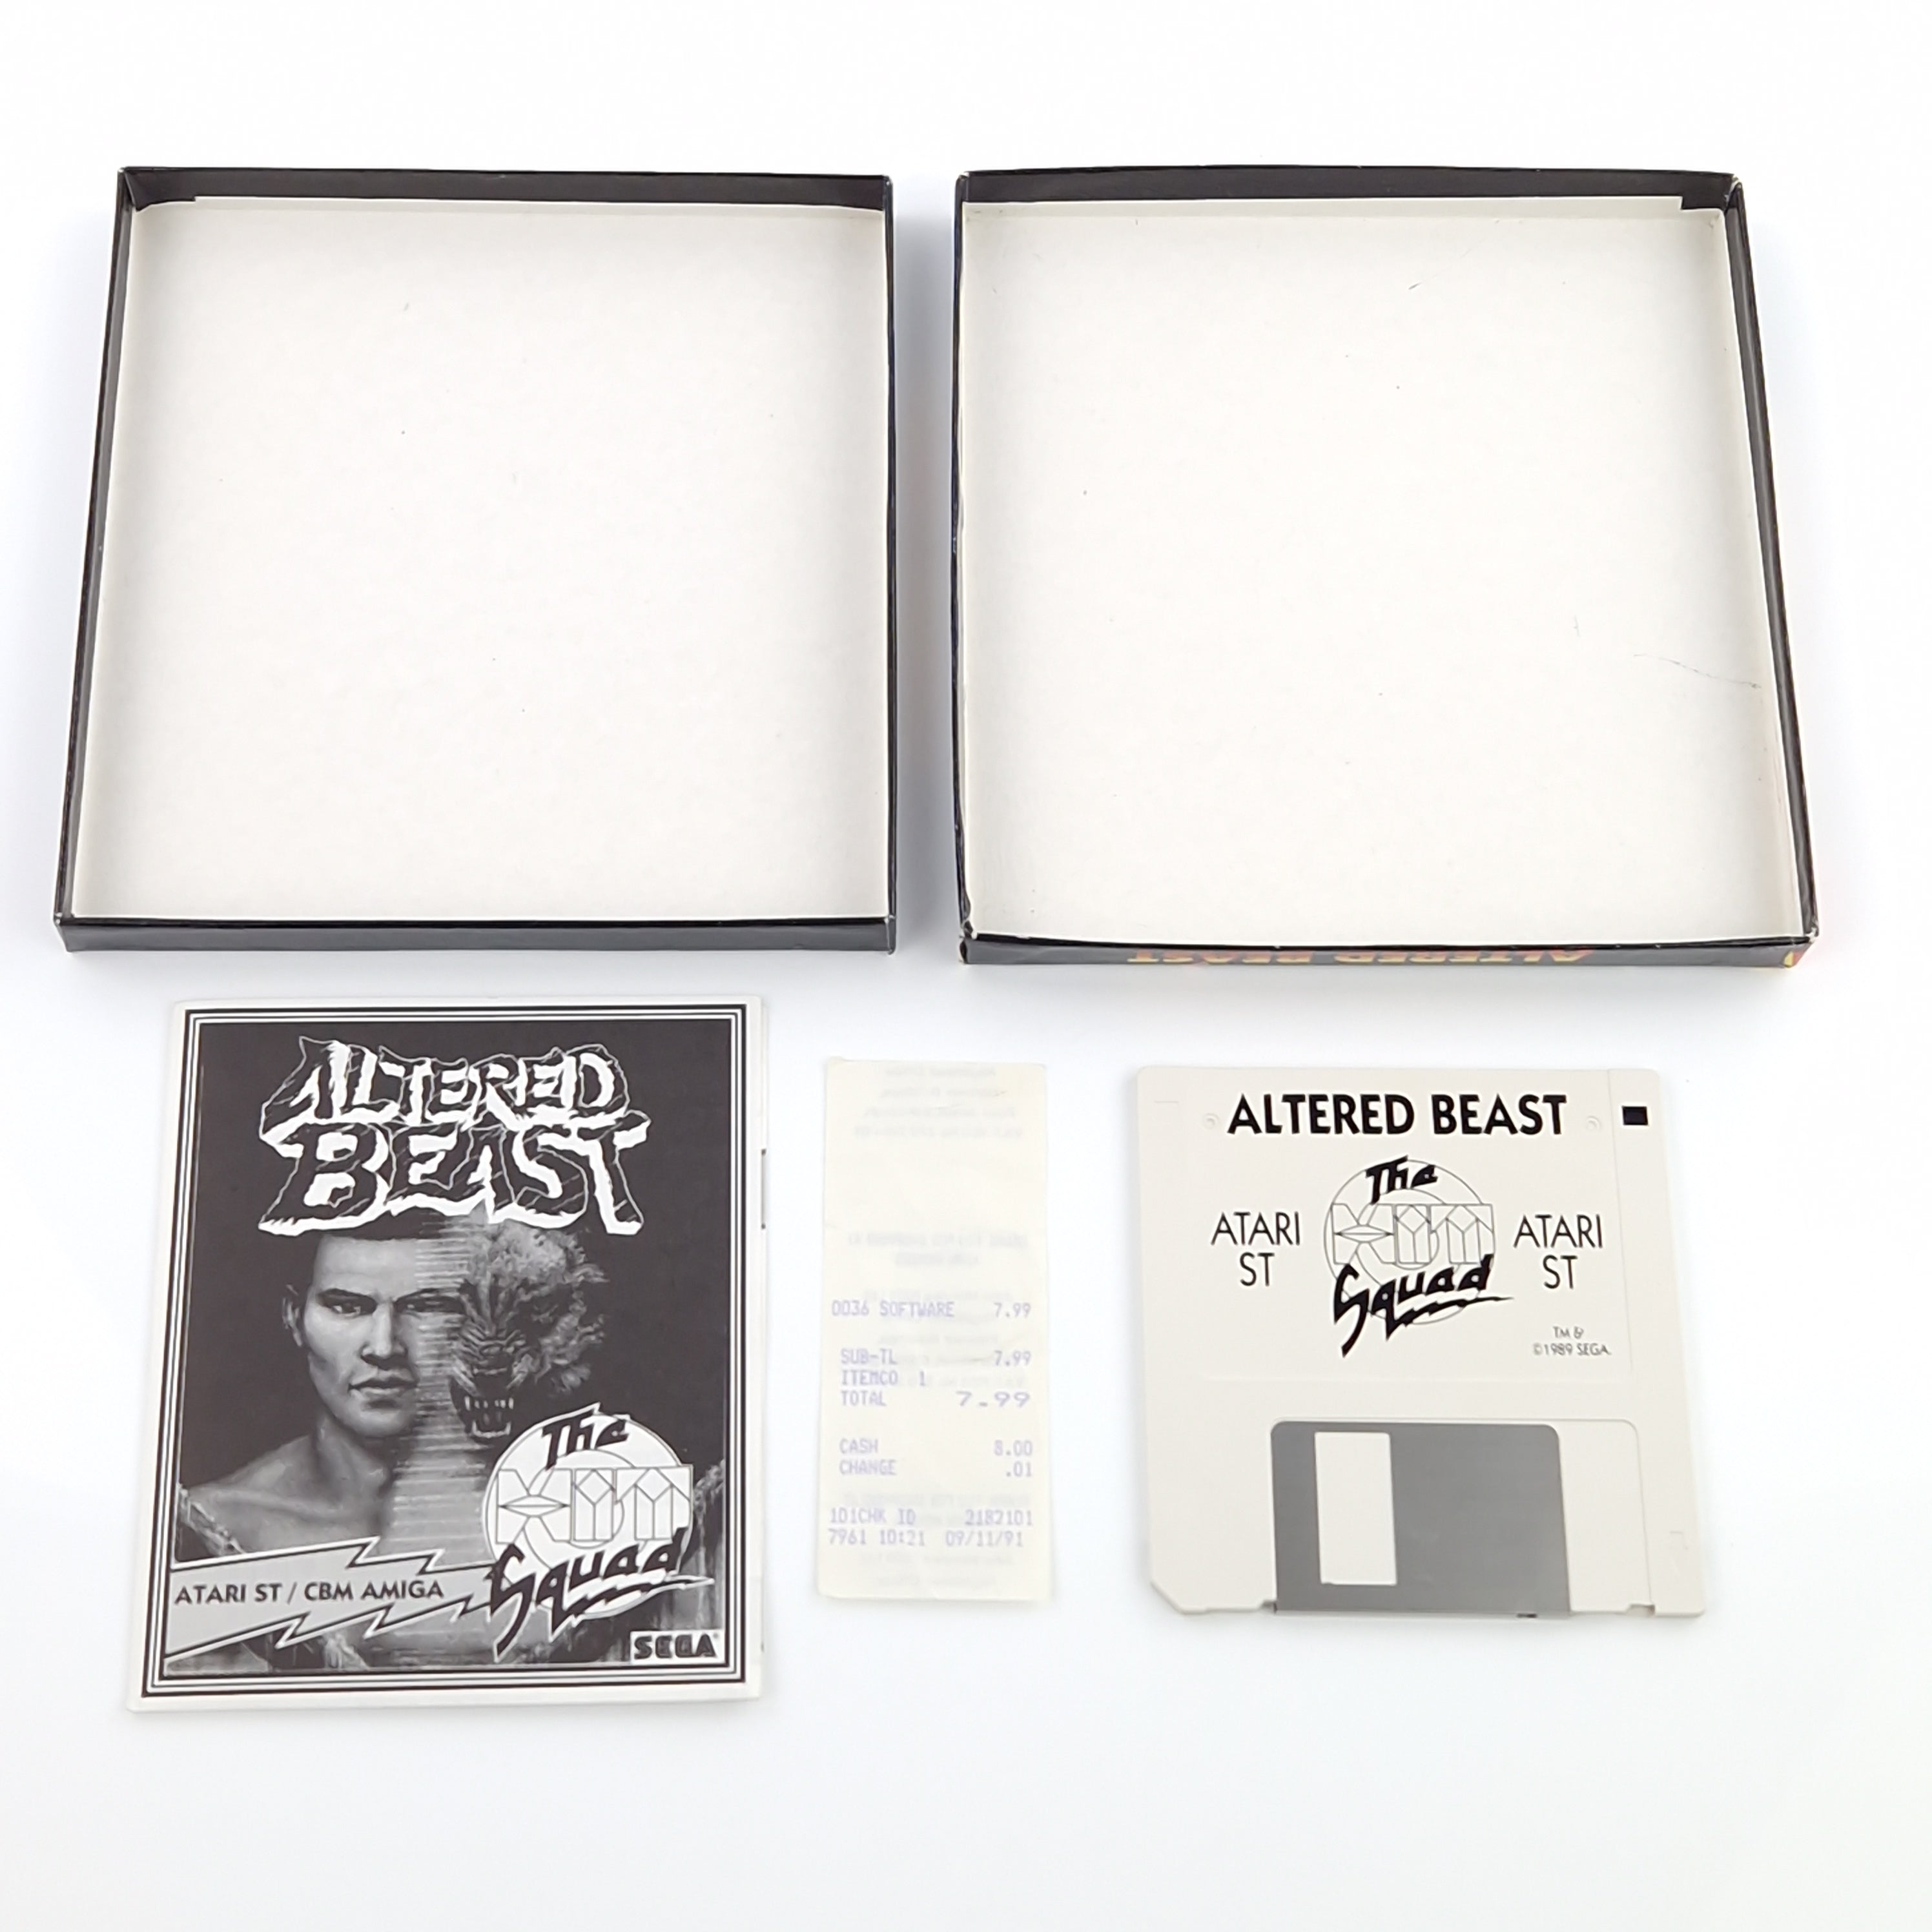 ALTERED BEAST
ALTERED
BEAST
The
Kixx
Squad
ATARI ST / CBM AMIGA
SEGA
0036 SOFTWARE 7.99
SUB-TL 7.99
ITEMCO 1
TOTAL 7.99
CASH 8.00
CHANGE .01
1D1CHK ID 2182101
7961 10:21 09/11/91
ALTERED BEAST
The
Kixx
Squad
ATARI
ST
ATARI
ST
TM &
©1989 SEGA.